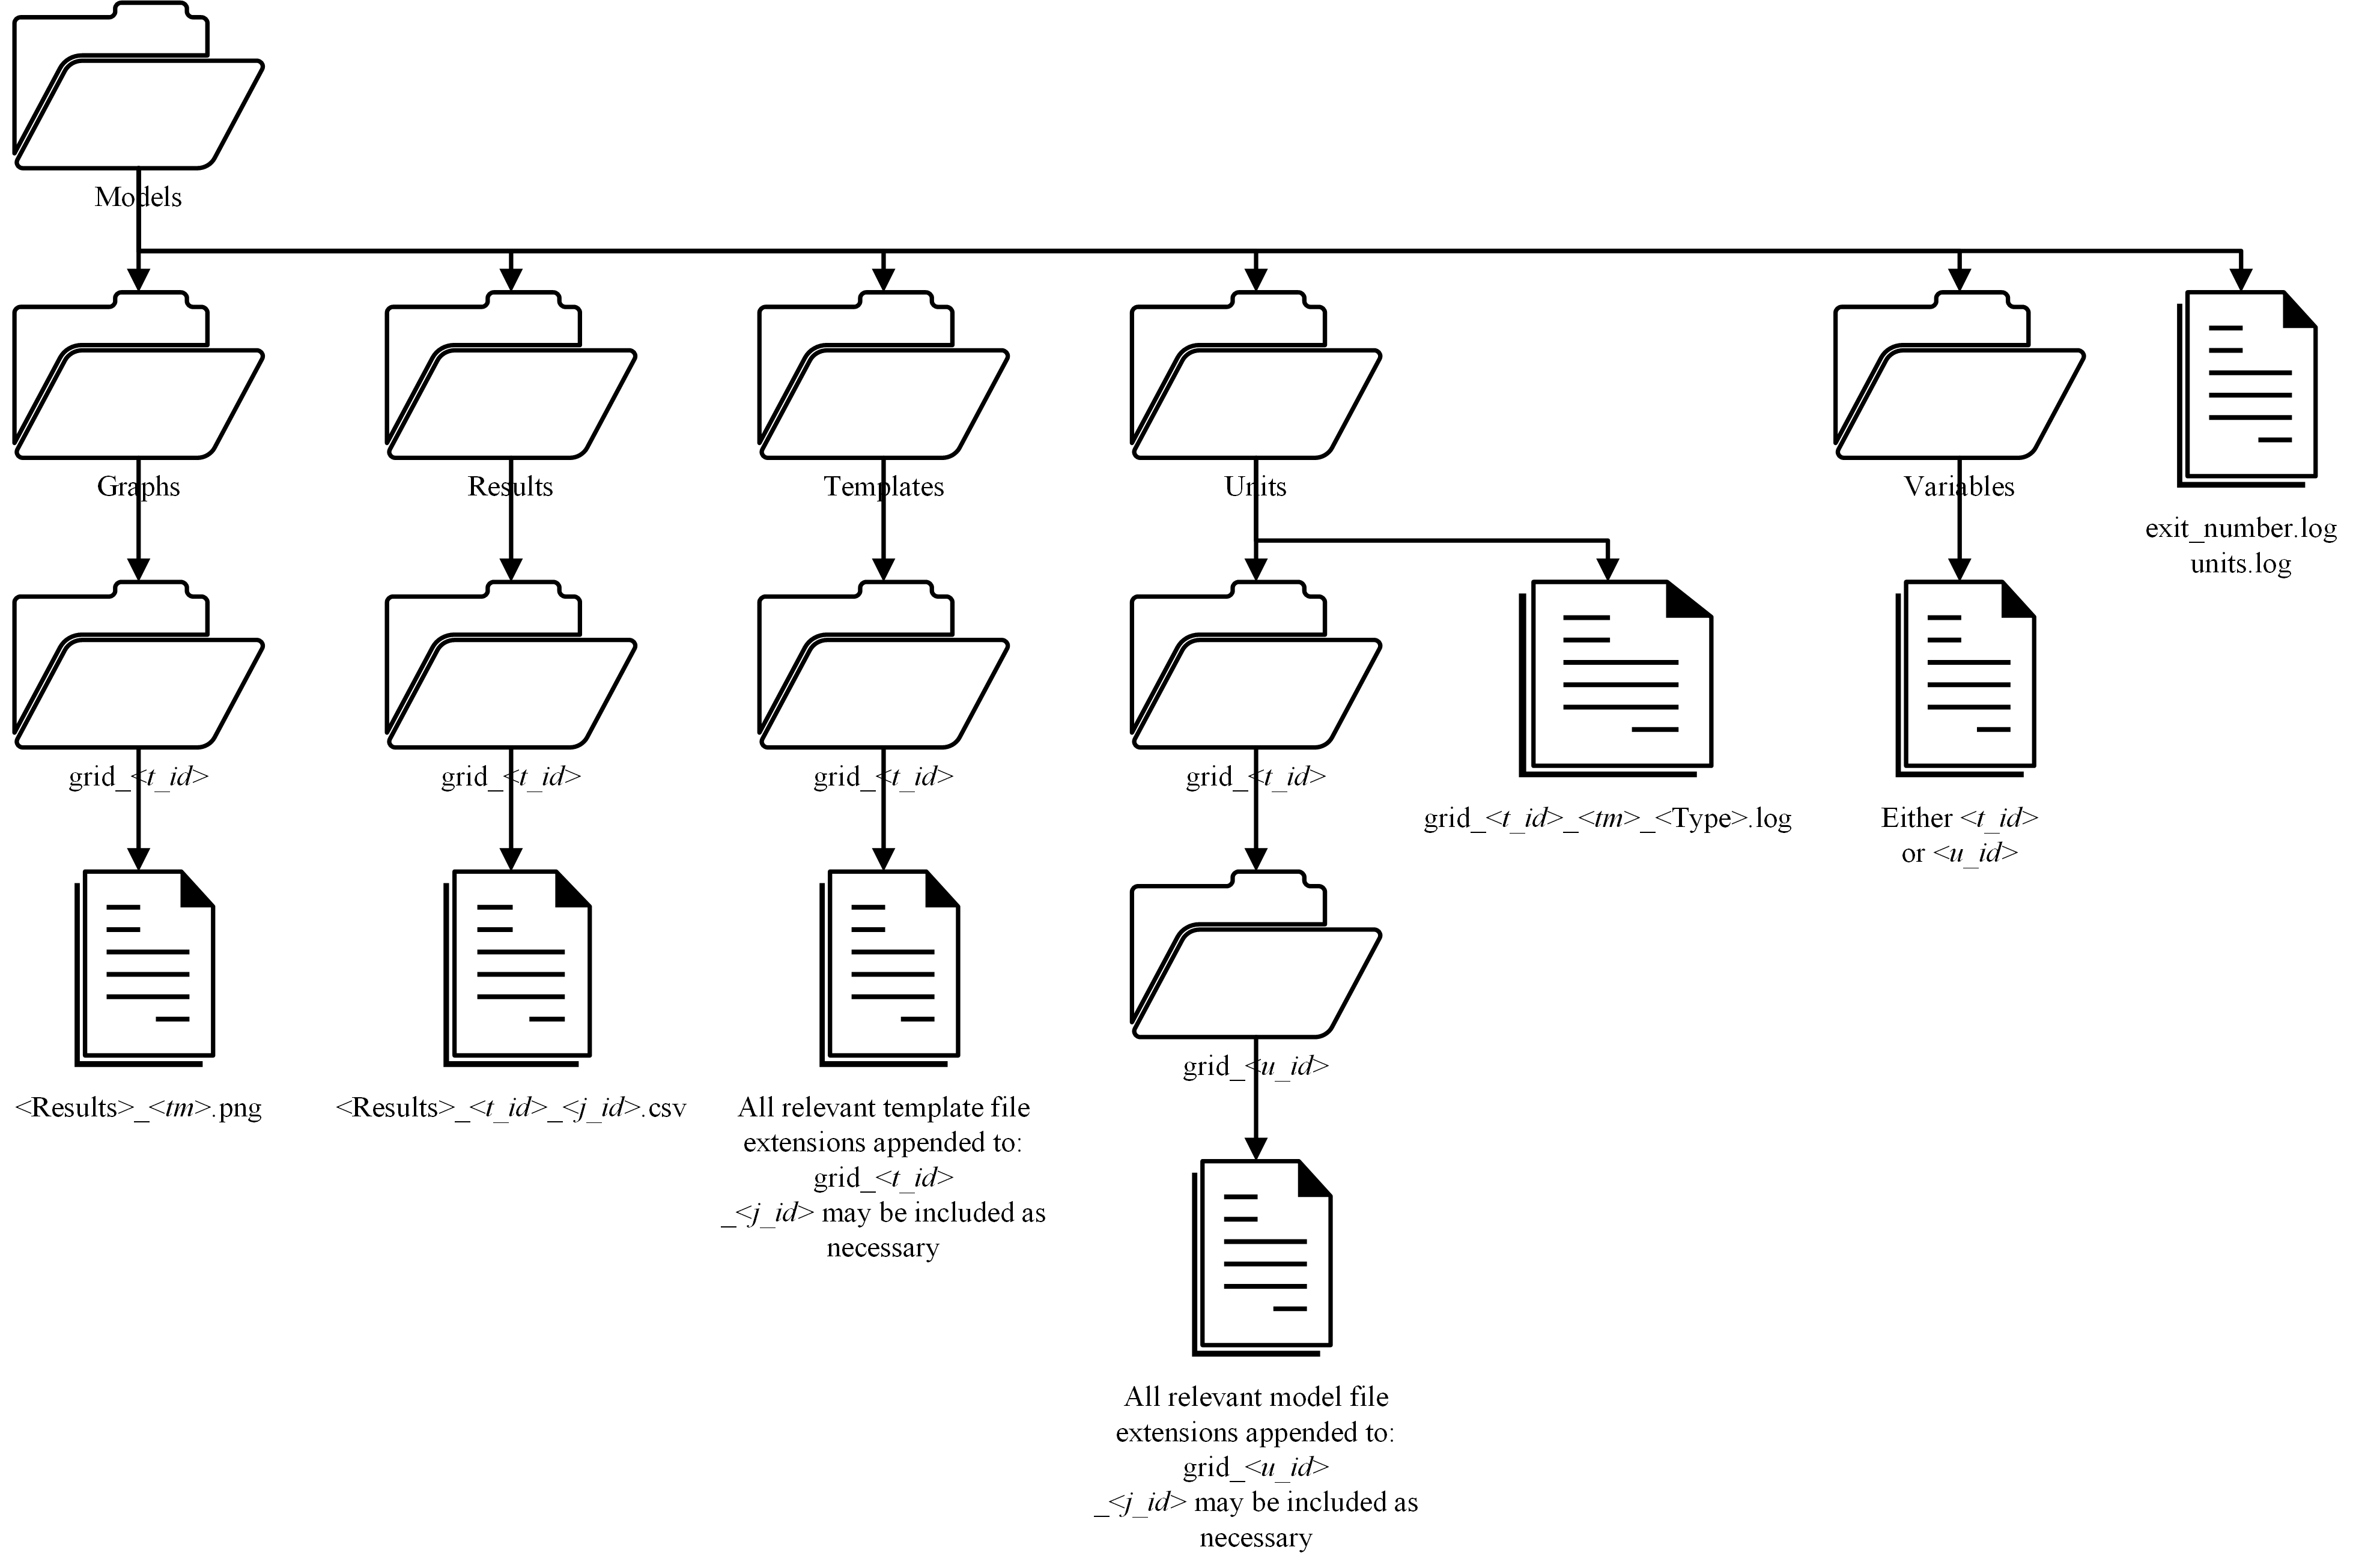 Models
Graphs
Results
Templates
Units
Variables
exit_number.log
units.log
grid_<t_id>
grid_<t_id>
grid_<t_id>
grid_<t_id>
grid_<t_id>_<tm>_<Type>.log
Either <t_id>
or <u_id>
<Results>_<tm>.png
<Results>_<t_id>_<j_id>.csv
All relevant template file
extensions appended to:
grid_<t_id>
_<j_id> may be included as
necessary
grid_<u_id>
All relevant model file
extensions appended to:
grid_<u_id>
_<j_id> may be included as
necessary